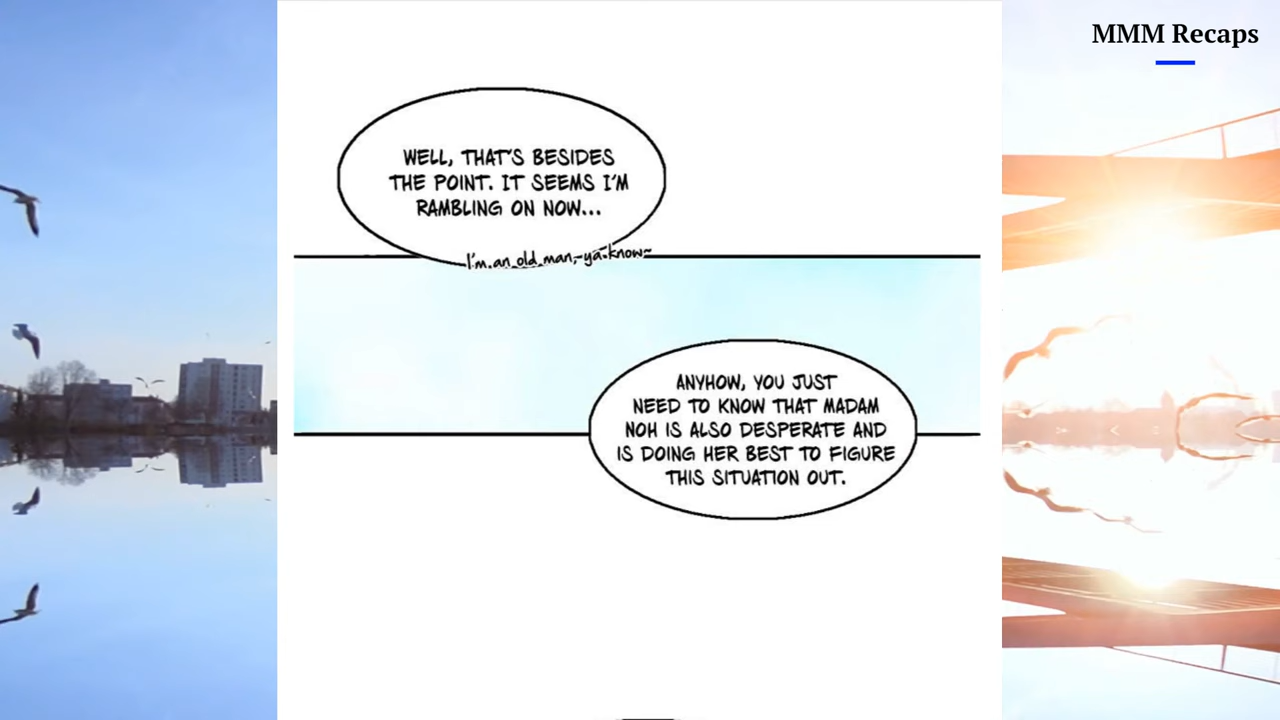 MMM Recaps
WELL, THAT'S BESIDES
THE POINT. IT SEEMS I'M
RAMBLING ON NOW...
I'm an old man, ya know~
ANYHOW, YOU JUST
NEED TO KNOW THAT MADAM
NOH IS ALSO DESPERATE AND
IS DOING HER BEST TO FIGURE
THIS SITUATION OUT.